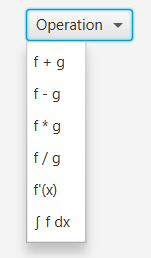 Operation
f + g
f - g
f * g
f / g
f'(x)
∫ f dx